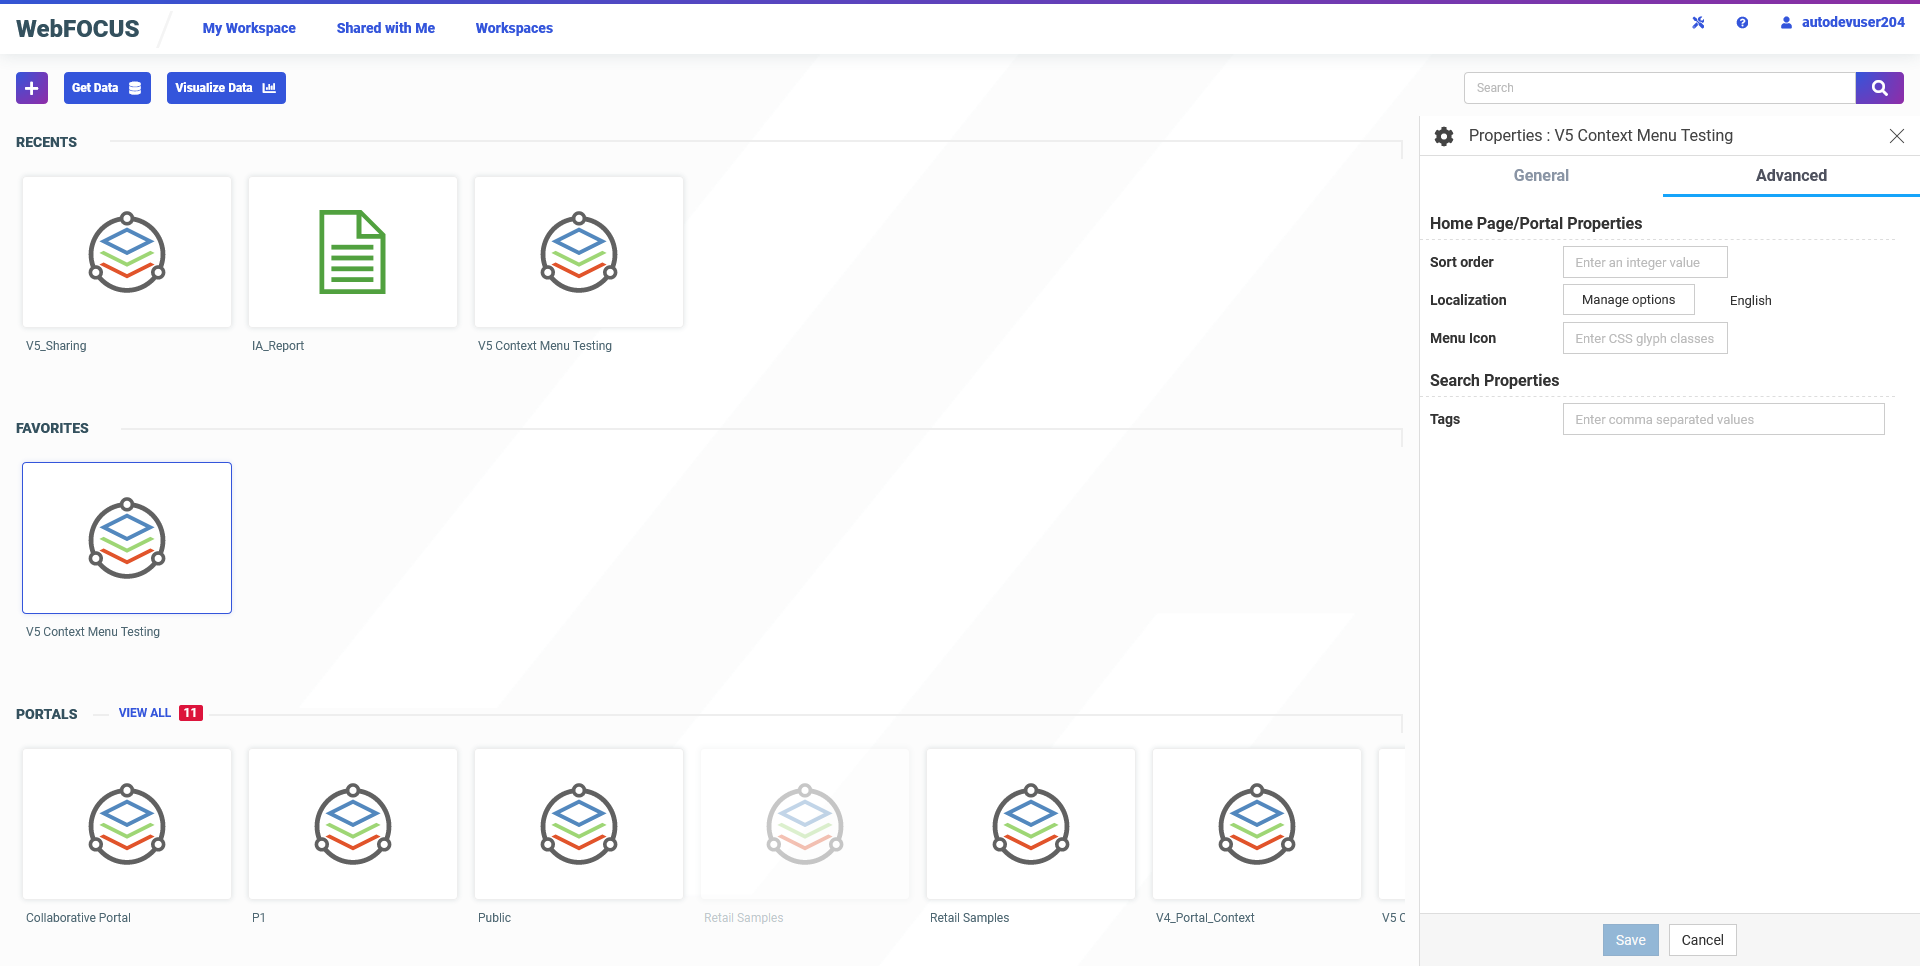 WebFOCUS
My Workspace
Shared with Me
Workspaces
autodevuser204
Get Data
Visualize Data
Search
RECENTS
V5_Sharing
IA_Report
V5 Context Menu Testing
FAVORITES
V5 Context Menu Testing
PORTALS
VIEW ALL 11
Collaborative Portal
P1
Public
Retail Samples
Retail Samples
V4_Portal_Context
V5 C
Properties : V5 Context Menu Testing
General
Advanced
Home Page/Portal Properties
Sort order
Enter an integer value
Localization
Manage options
English
Menu Icon
Enter CSS glyph classes
Search Properties
Tags
Enter comma separated values
Save
Cancel